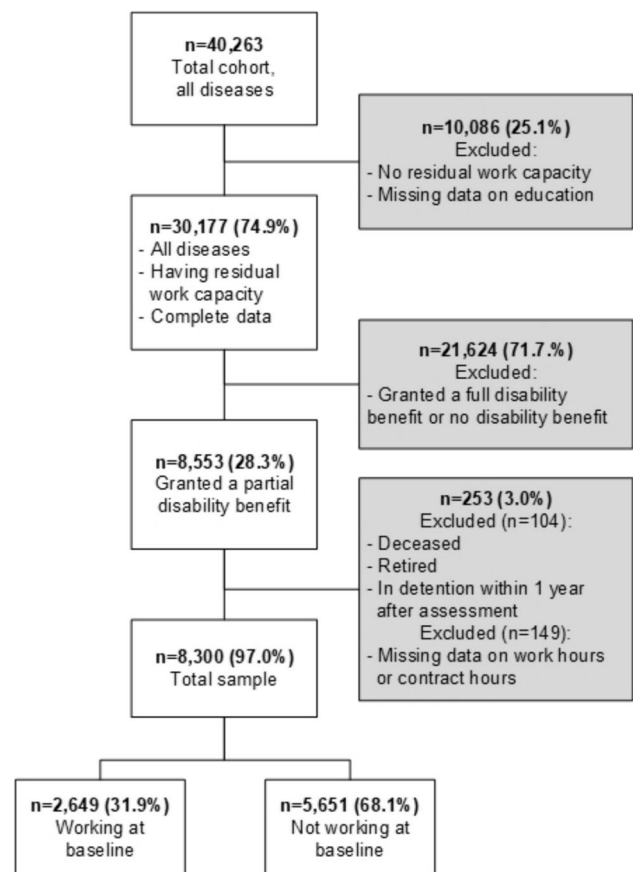 n=40,263
Total cohort,
all diseases
n=10,086 (25.1%)
Excluded:
- No residual work capacity
- Missing data on education
n=30,177 (74.9%)
- All diseases
- Having residual
work capacity
- Complete data
n=21,624 (71.7.%)
Excluded:
- Granted a full disability
benefit or no disability benefit
n=8,553 (28.3%)
Granted a partial
disability benefit
n=253 (3.0%)
Excluded (n=104):
- Deceased
- Retired
- In detention within 1 year
after assessment
Excluded (n=149):
- Missing data on work hours
or contract hours
n=8,300 (97.0%)
Total sample
n=2,649 (31.9%)
Working at
baseline
n=5,651 (68.1%)
Not working at
baseline